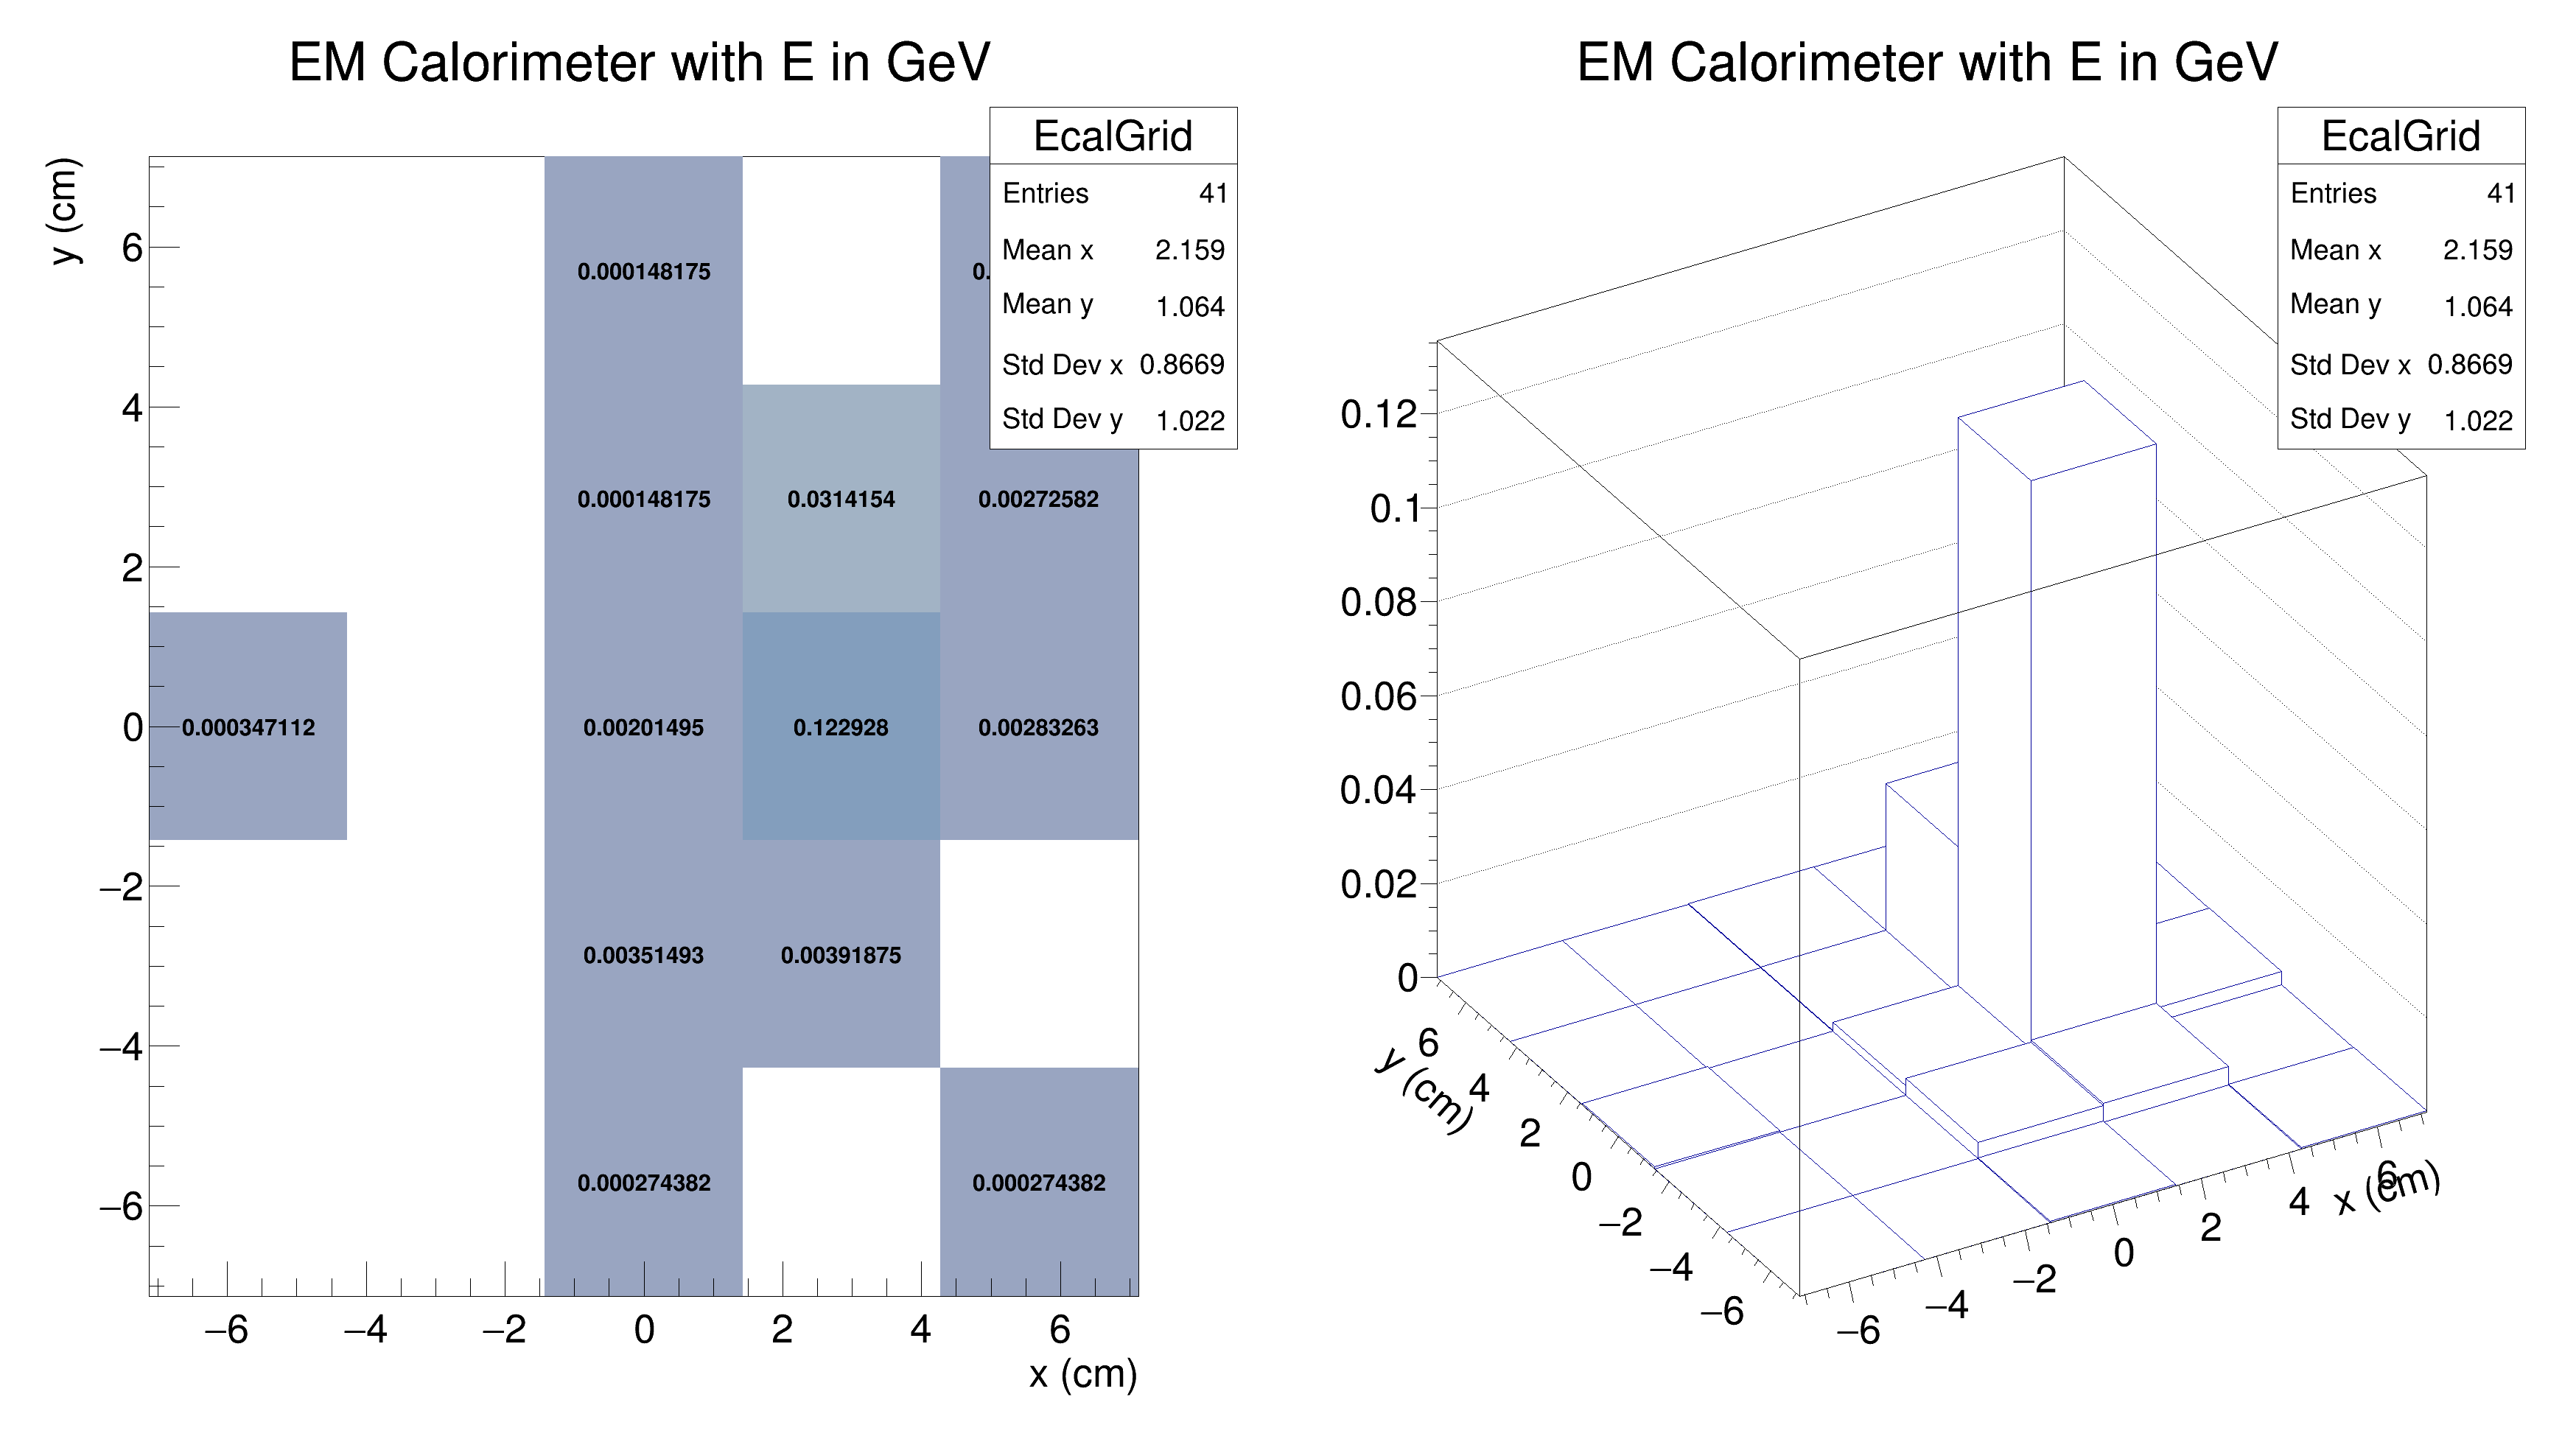 EM Calorimeter with E in GeV
EcalGrid
Entries 41
Mean x 2.159
Mean y 1.064
Std Dev x 0.8669
Std Dev y 1.022
y (cm)
6
4
2
0
−2
−4
−6
0.000148175
0.
0.000148175 0.0314154 0.00272582
0.000347112 0.00201495 0.122928 0.00283263
0.00351493 0.00391875
0.000274382 0.000274382
−6 −4 −2 0 2 4 6
x (cm)
EM Calorimeter with E in GeV
EcalGrid
Entries 41
Mean x 2.159
Mean y 1.064
Std Dev x 0.8669
Std Dev y 1.022
0.12
0.1
0.08
0.06
0.04
0.02
0
6
4
2
0
−2
−4
−6
y (cm)
−6
−4
−2
0
2
4
6
x (cm)